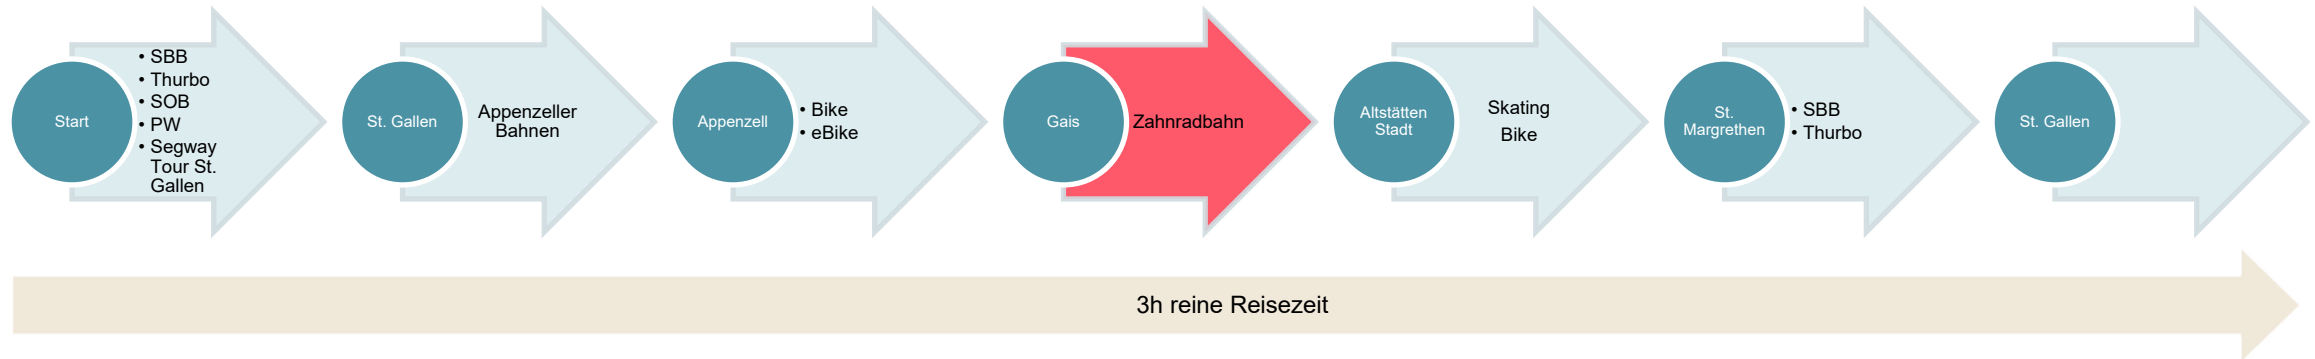 Start
• SBB
• Thurbo
• SOB
• PW
• Segway
Tour St.
Gallen
St. Gallen
Appenzeller
Bahnen
Appenzell
• Bike
• eBike
Gais
Zahnradbahn
Altstätten
Stadt
Skating
Bike
St.
Margrethen
• SBB
• Thurbo
St. Gallen
3h reine Reisezeit